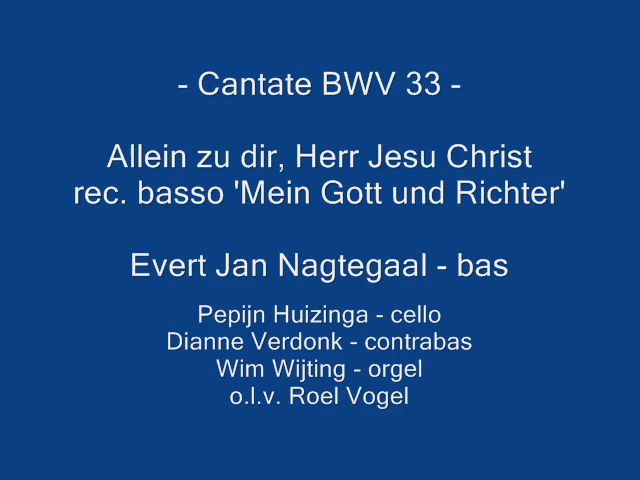 - Cantate BWV 33 -
Allein zu dir, Herr Jesu Christ
rec. basso 'Mein Gott und Richter'
Evert Jan Nagtegaal - bas
Pepijn Huizinga - cello
Dianne Verdonk - contrabas
Wim Wijting - orgel
o.l.v. Roel Vogel